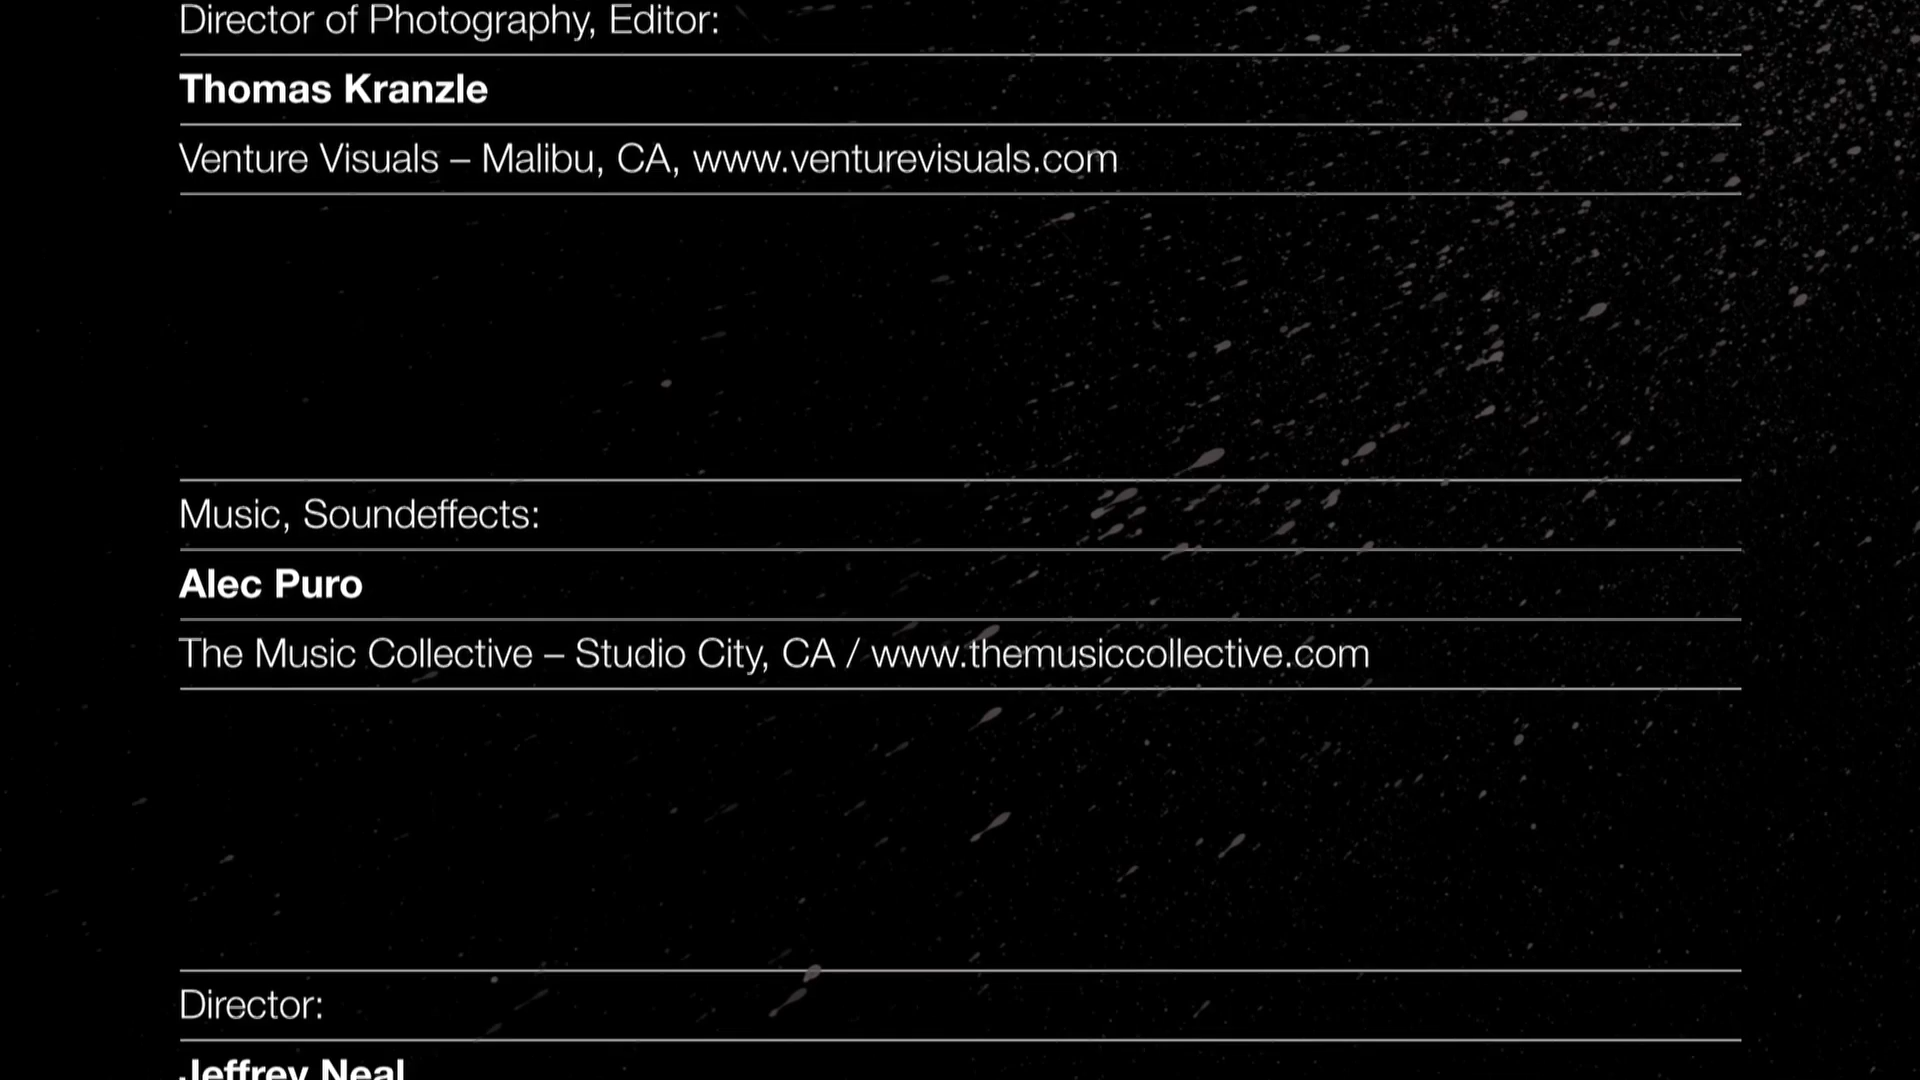 Director of Photography, Editor:
Thomas Kranzle
Venture Visuals – Malibu, CA, www.venturevisuals.com
Music, Soundeffects:
Alec Puro
The Music Collective – Studio City, CA / www.themusiccollective.com
Director:
Jeffrey Neal